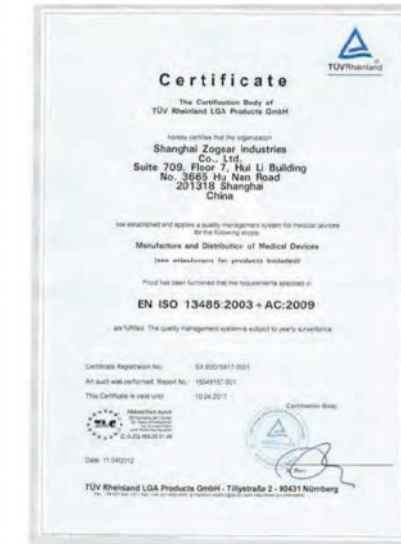 TÜVRheinland
Certificate
The Certification Body of
TÜV Rheinland LGA Products GmbH
hereby certifies that the organization
Shanghai Zogear Industries
Co., Ltd.
Suite 709, Floor 7, Hui Li Building
No. 3665 Hu Nan Road
201318 Shanghai
China
has established and applies a quality management system for medical devices
for the following scope:
Manufacture and Distribution of Medical Devices
(see attachment for products included)
Proof has been furnished that the requirements specified in
EN ISO 13485:2003 + AC:2009
are fulfilled. The quality management system is subject to yearly surveillance.
Certificate Registration No.:
An audit was performed. Report No.:
This Certificate is valid until:
Certification Body
Date: 11.04.2012
TÜV Rheinland LGA Products GmbH - Tillystraße 2 - 90431 Nürnberg